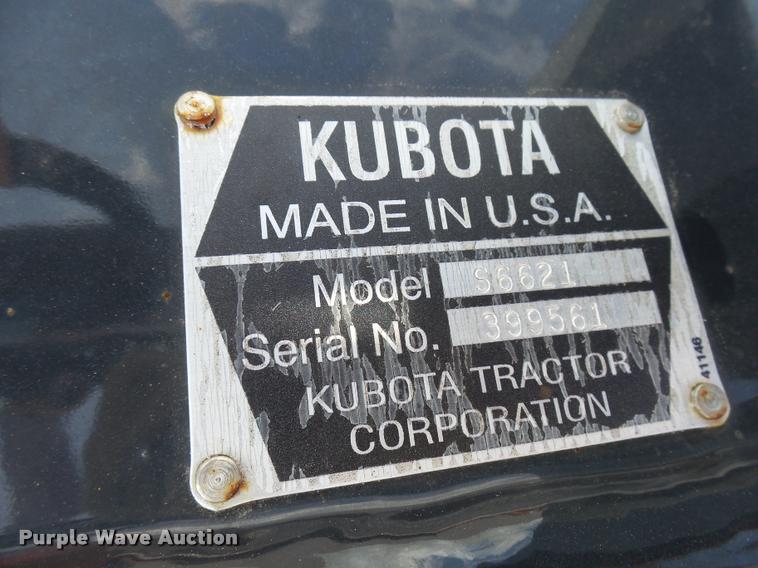 KUBOTA
MADE IN U.S.A.
Model S6621
Serial No. 399561
KUBOTA TRACTOR
CORPORATION
41146
Purple Wave Auction